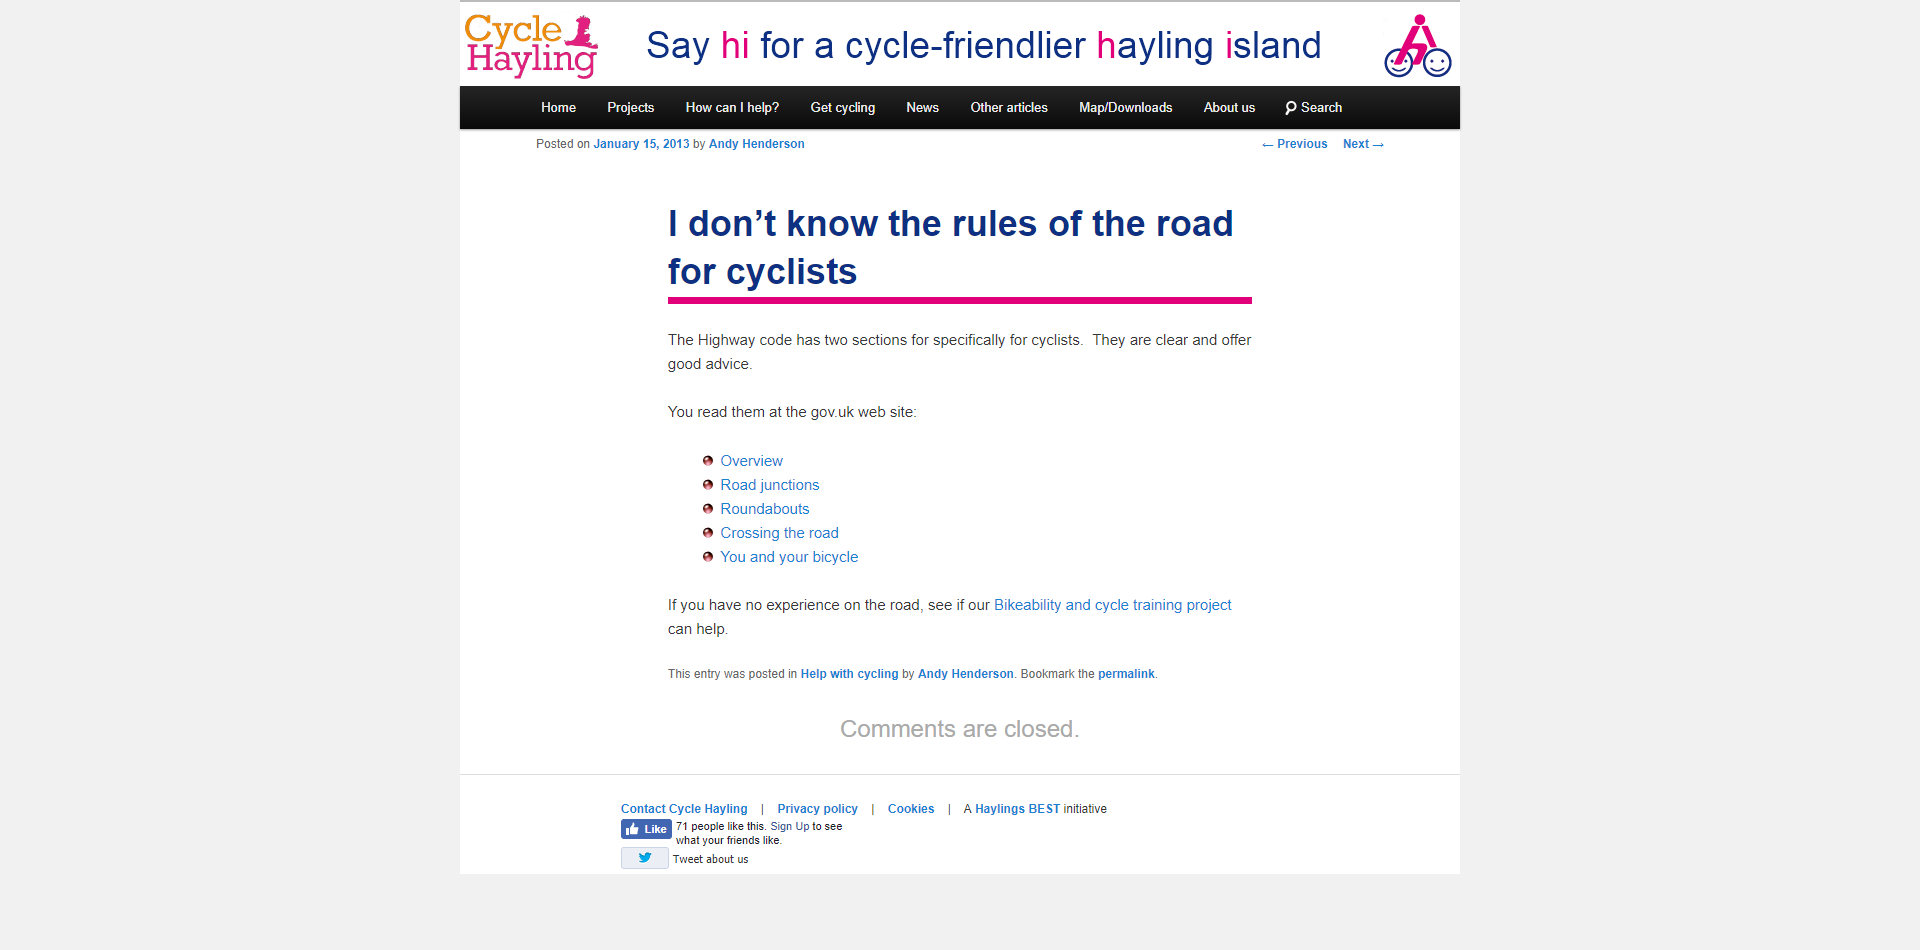 Cycle
Hayling
Say hi for a cycle-friendlier hayling island
Home Projects How can I help? Get cycling News Other articles Map/Downloads About us Search
Posted on January 15, 2013 by Andy Henderson ← Previous Next →
I don’t know the rules of the road
for cyclists
The Highway code has two sections for specifically for cyclists.  They are clear and offer
good advice.
You read them at the gov.uk web site:
Overview
Road junctions
Roundabouts
Crossing the road
You and your bicycle
If you have no experience on the road, see if our Bikeability and cycle training project
can help.
This entry was posted in Help with cycling by Andy Henderson. Bookmark the permalink.
Comments are closed.
Contact Cycle Hayling | Privacy policy | Cookies | A Haylings BEST initiative
Like 71 people like this. Sign Up to see
what your friends like.
Tweet about us